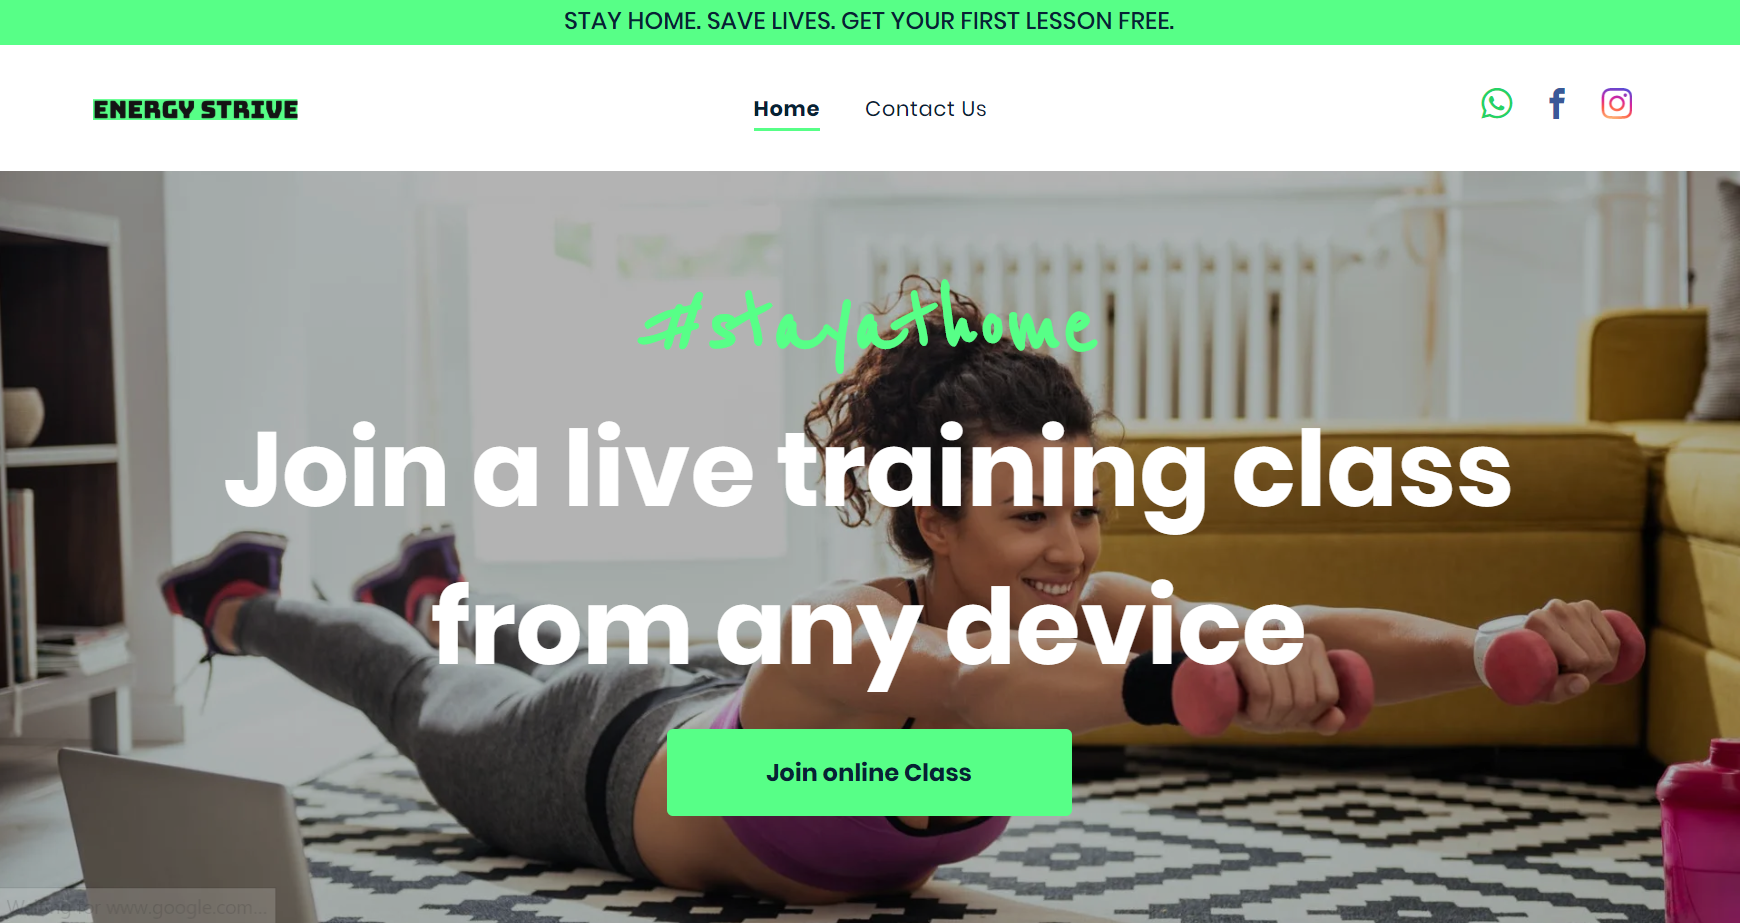 STAY HOME. SAVE LIVES. GET YOUR FIRST LESSON FREE.
ENERGY STRIVE
Home
Contact Us
#stayathome
Join a live training class
from any device
Join online Class
Waiting for www.google.com...